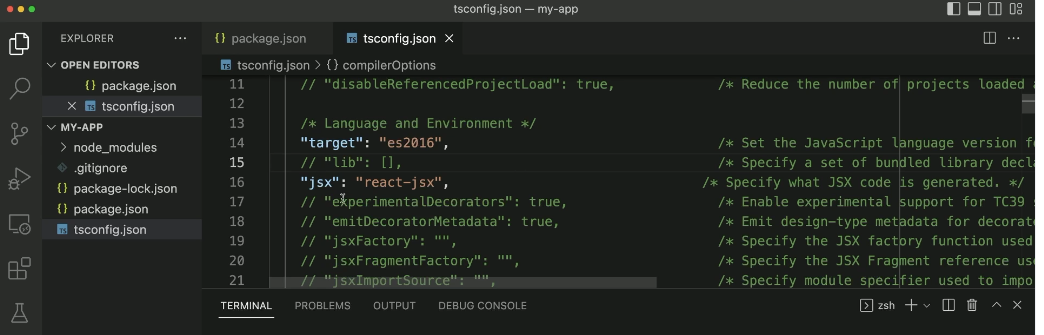 tsconfig.json — my-app
EXPLORER
OPEN EDITORS
{} package.json
TS tsconfig.json
MY-APP
node_modules
.gitignore
{} package-lock.json
{} package.json
TS tsconfig.json
{} package.json
TS tsconfig.json
TS tsconfig.json > {} compilerOptions
11 // "disableReferencedProjectLoad": true, /* Reduce the number of projects loaded
12
13 /* Language and Environment */
14 "target": "es2016", /* Set the JavaScript language version
15 // "lib": [], /* Specify a set of bundled library
16 "jsx": "react-jsx", /* Specify what JSX code is generated. */
17 // "experimentalDecorators": true, /* Enable experimental support for TC39
18 // "emitDecoratorMetadata": true, /* Emit design-type metadata for
19 // "jsxFactory": "", /* Specify the JSX factory function used
20 // "jsxFragmentFactory": "", /* Specify the JSX Fragment reference
21 // "jsxImportSource": "", /* Specify module specifier used to
TERMINAL PROBLEMS OUTPUT DEBUG CONSOLE zsh